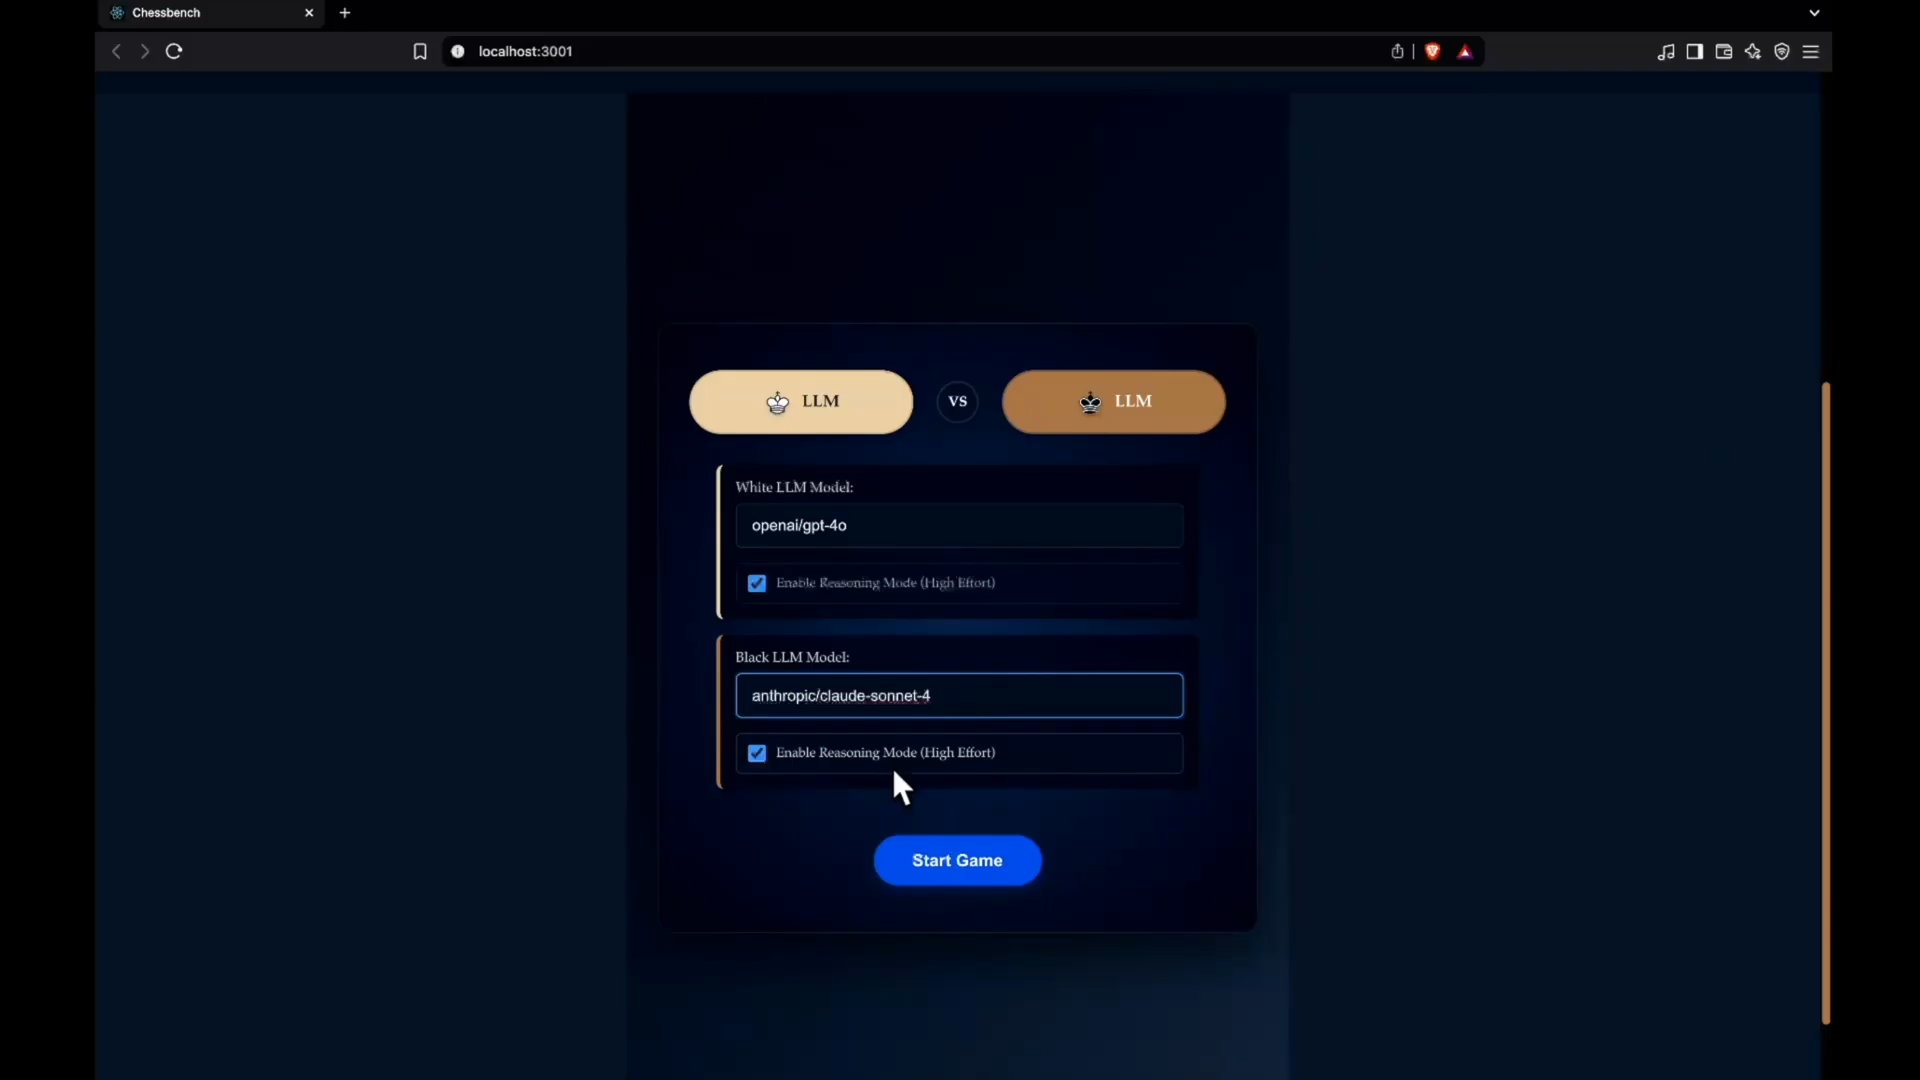 Chessbench
localhost:3001
LLM
VS
LLM
White LLM Model:
openai/gpt-4o
Enable Reasoning Mode (High Effort)
Black LLM Model:
anthropic/claude-sonnet-4
Enable Reasoning Mode (High Effort)
Start Game